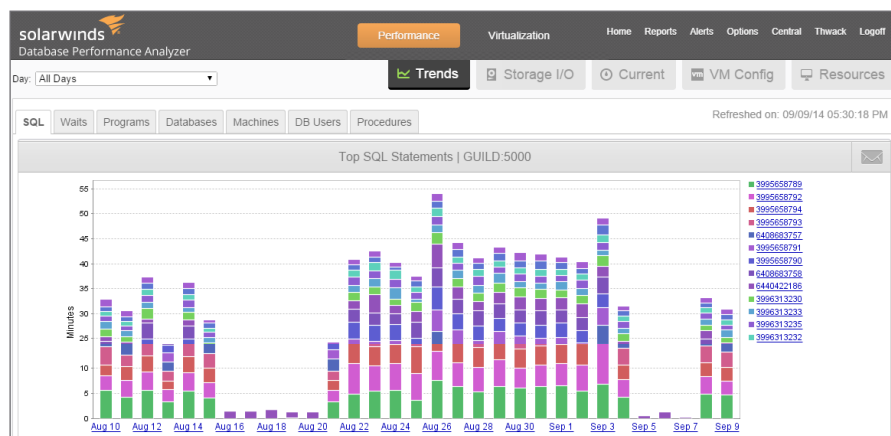 solarwinds
Database Performance Analyzer
Performance
Virtualization
Home Reports Alerts Options Central Thwack Logoff
Day: All Days
Trends
Storage I/O
Current
vm VM Config
Resources
SQL Waits Programs Databases Machines DB Users Procedures
Refreshed on: 09/09/14 05:30:18 PM
Top SQL Statements | GUILD:5000
Minutes
55
50
45
40
35
30
25
20
10
5
0
Aug 10 Aug 12 Aug 14 Aug 16 Aug 18 Aug 20 Aug 22 Aug 24 Aug 26 Aug 28 Aug 30 Sep 1 Sep 3 Sep 5 Sep 7 Sep 9
3995658789
3995658792
3995658794
3995658793
6408683757
3995658791
3995658790
6408683758
6440422186
3996313230
3996313233
3996313235
3996313232